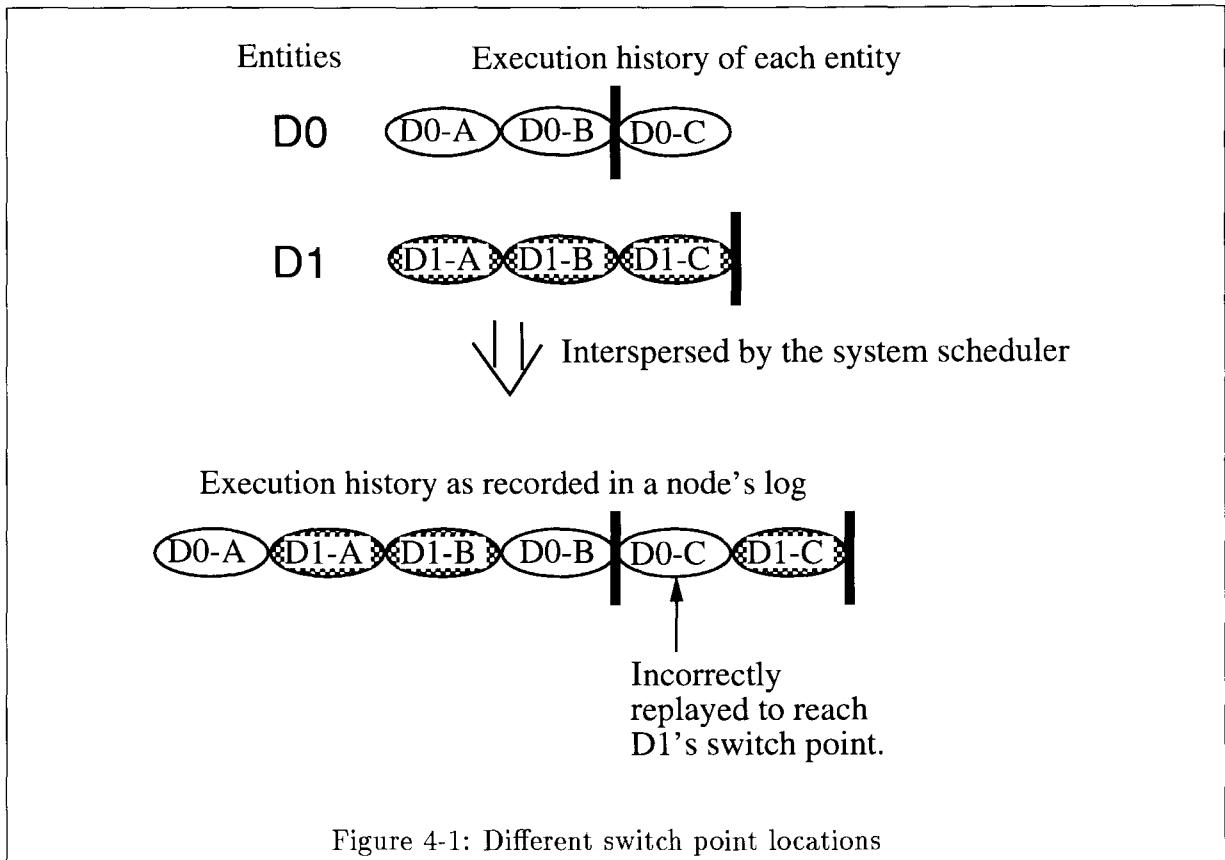 Entities Execution history of each entity
D0 D0-A D0-B D0-C
D1 D1-A D1-B D1-C
Interspersed by the system scheduler
Execution history as recorded in a node's log
D0-A D1-A D1-B D0-B D0-C D1-C
Incorrectly
replayed to reach
D1's switch point.
Figure 4-1: Different switch point locations